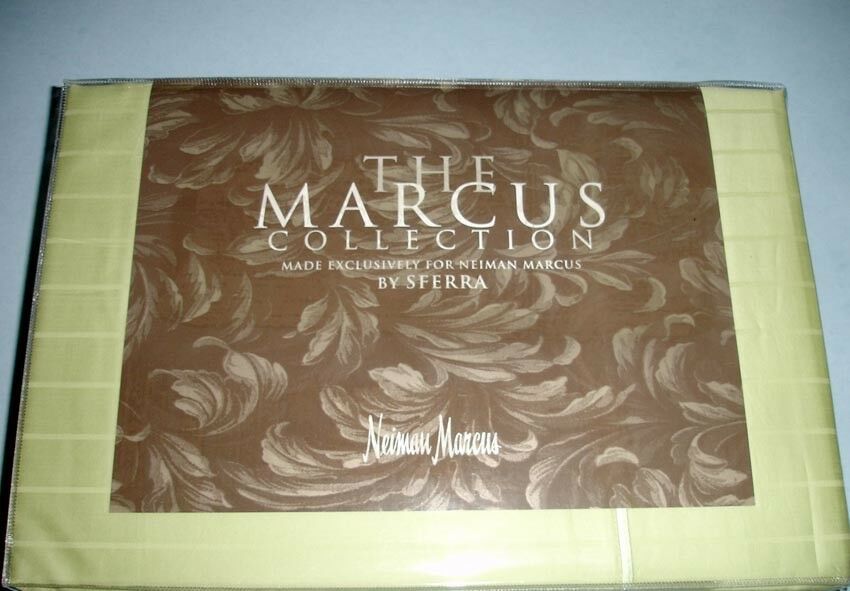 THE
MARCUS
COLLECTION
MADE EXCLUSIVELY FOR NEIMAN MARCUS
BY SFERRA
Neiman Marcus